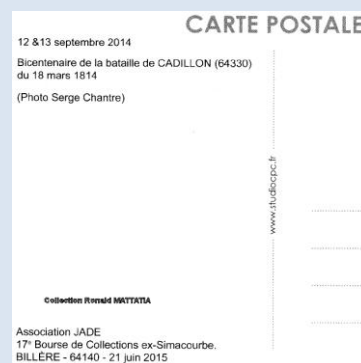 CARTE POSTALE
12 &13 septembre 2014
Bicentenaire de la bataille de CADILLON (64330)
du 18 mars 1814
(Photo Serge Chantre)
www.studiocpc.fr
Collection Ronald MATTATIA
Association JADE
17e Bourse de Collections ex-Simacourbe.
BILLÈRE - 64140 - 21 juin 2015